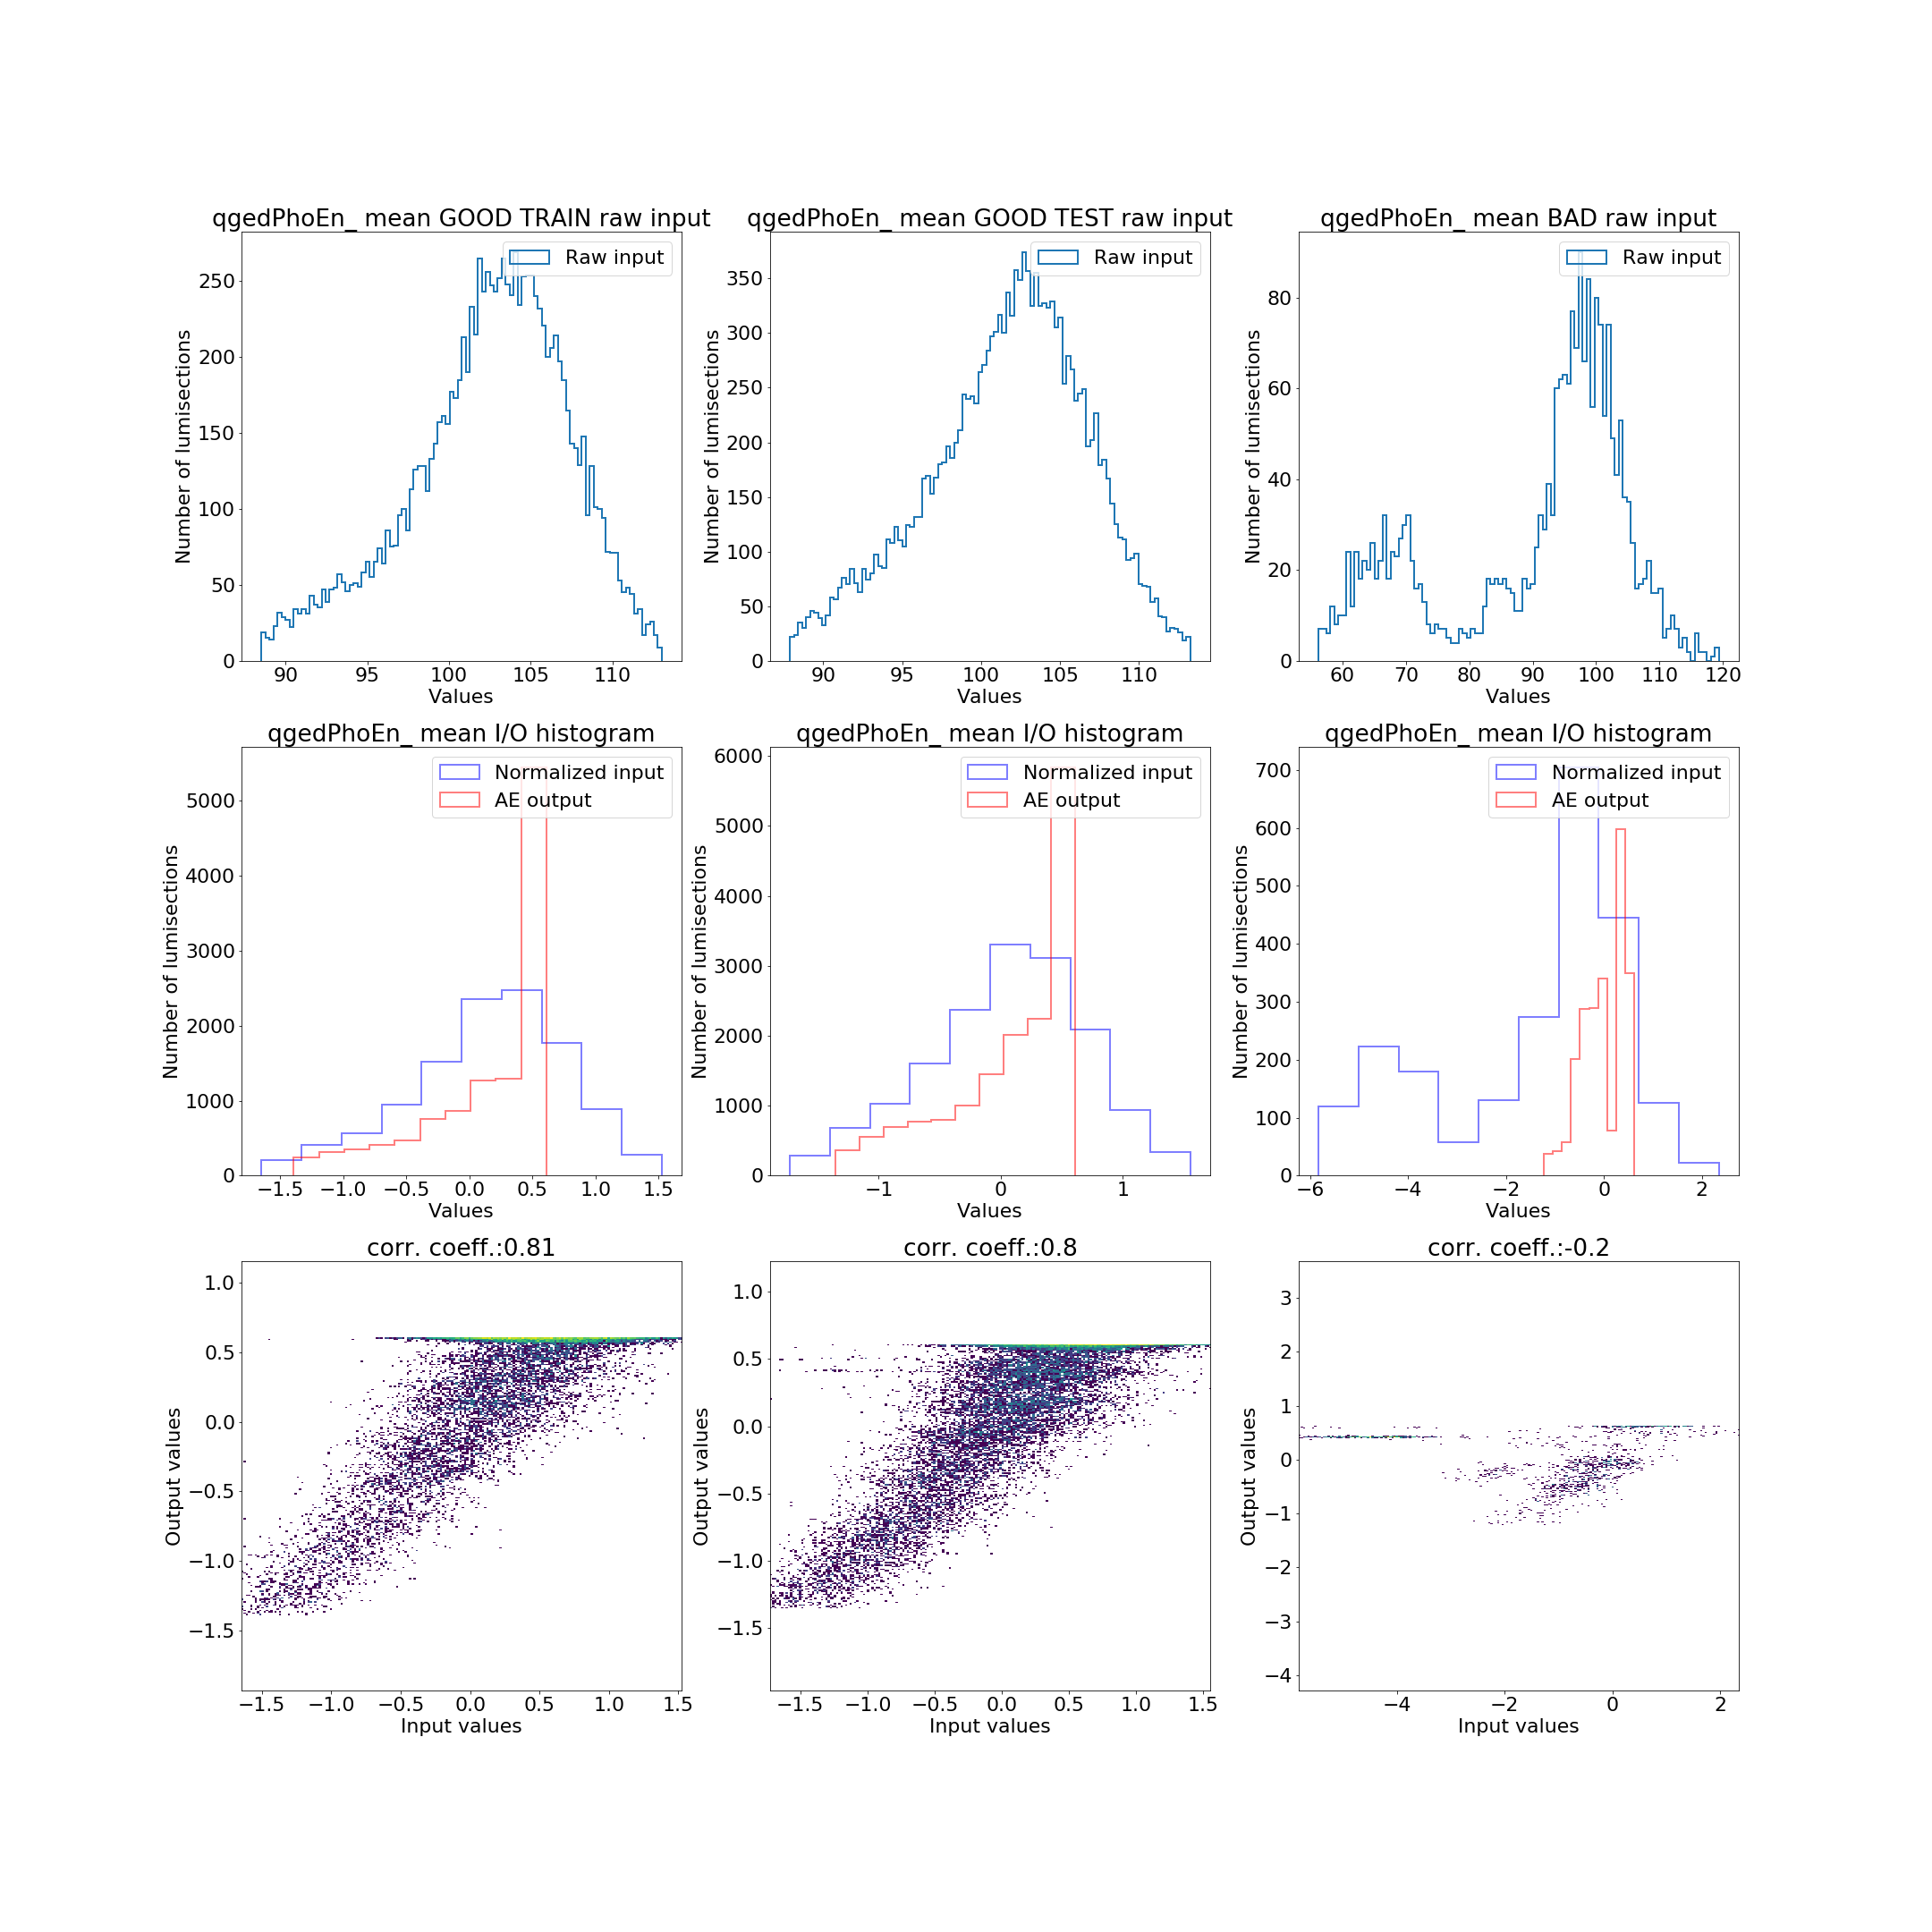 qgedPhoEn_ mean GOOD TRAIN raw input
Raw input
Number of lumisections
250
200
150
100
50
0
90 95 100 105 110
Values
qgedPhoEn_ mean GOOD TEST raw input
Raw input
Number of lumisections
350
300
250
200
150
100
50
0
90 95 100 105 110
Values
qgedPhoEn_ mean BAD raw input
Raw input
Number of lumisections
80
60
40
20
0
60 70 80 90 100 110 120
Values
qgedPhoEn_ mean I/O histogram
Normalized input
AE output
Number of lumisections
5000
4000
3000
2000
1000
0
−1.5 −1.0 −0.5 0.0 0.5 1.0 1.5
Values
qgedPhoEn_ mean I/O histogram
Normalized input
AE output
Number of lumisections
6000
5000
4000
3000
2000
1000
0
−1 0 1
Values
qgedPhoEn_ mean I/O histogram
Normalized input
AE output
Number of lumisections
700
600
500
400
300
200
100
0
−6 −4 −2 0 2
Values
corr. coeff.:0.81
Output values
1.0
0.5
0.0
−0.5
−1.0
−1.5
−1.5 −1.0 −0.5 0.0 0.5 1.0 1.5
Input values
corr. coeff.:0.8
Output values
1.0
0.5
0.0
−0.5
−1.0
−1.5
−1.5 −1.0 −0.5 0.0 0.5 1.0 1.5
Input values
corr. coeff.:-0.2
Output values
3
2
1
0
−1
−2
−3
−4
−4 −2 0 2
Input values